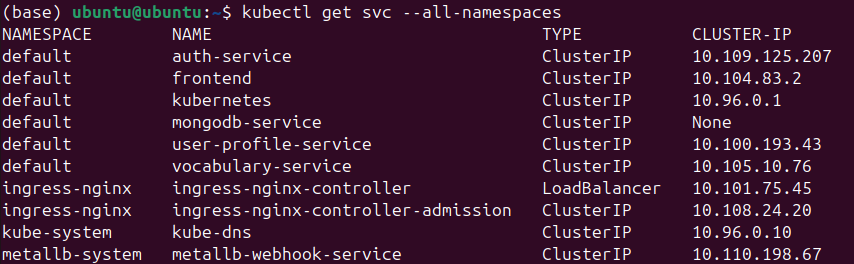 (base) ubuntu@ubuntu:~$ kubectl get svc --all-namespaces
NAMESPACE NAME TYPE CLUSTER-IP
default auth-service ClusterIP 10.109.125.207
default frontend ClusterIP 10.104.83.2
default kubernetes ClusterIP 10.96.0.1
default mongodb-service ClusterIP None
default user-profile-service ClusterIP 10.100.193.43
default vocabulary-service ClusterIP 10.105.10.76
ingress-nginx ingress-nginx-controller LoadBalancer 10.101.75.45
ingress-nginx ingress-nginx-controller-admission ClusterIP 10.108.24.20
kube-system kube-dns ClusterIP 10.96.0.10
metallb-system metallb-webhook-service ClusterIP 10.110.198.67